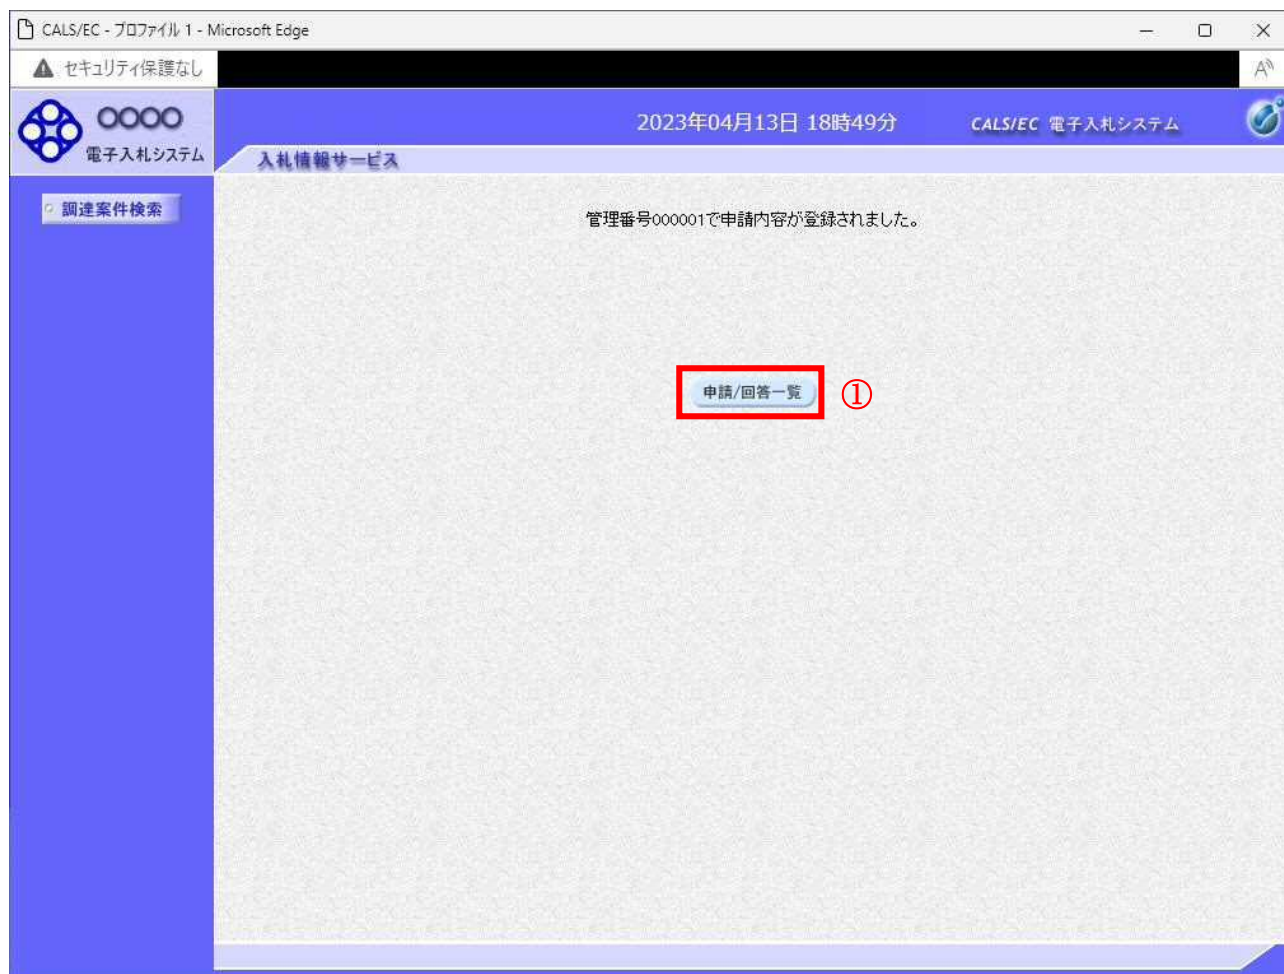 CALS/EC - プロファイル 1 - Microsoft Edge
セキュリティ保護なし
OOOO
電子入札システム
2023年04月13日 18時49分
CALS/EC 電子入札システム
入札情報サービス
調達案件検索
管理番号000001で申請内容が登録されました。
申請/回答一覧
①